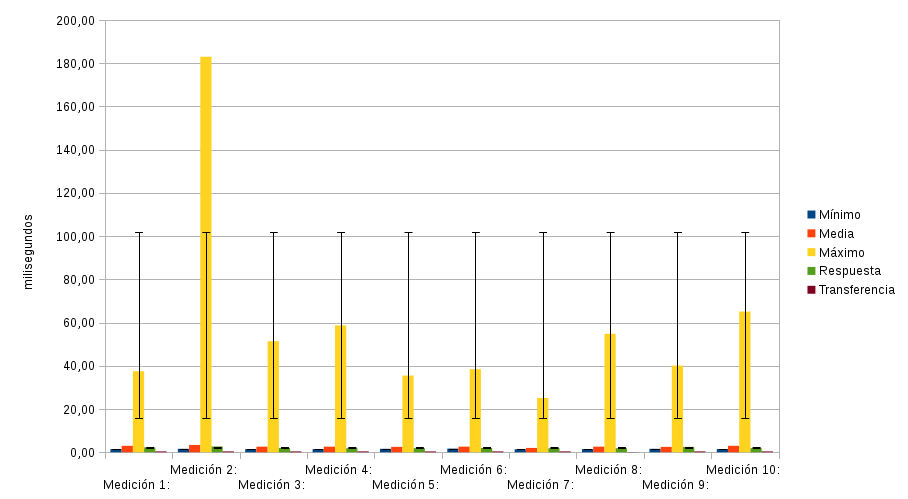 200,00
180,00
160,00
140,00
120,00
100,00
80,00
60,00
40,00
20,00
0,00
milisegundos
Medición 1:
Medición 2:
Medición 3:
Medición 4:
Medición 5:
Medición 6:
Medición 7:
Medición 8:
Medición 9:
Medición 10:
Mínimo
Media
Máximo
Respuesta
Transferencia